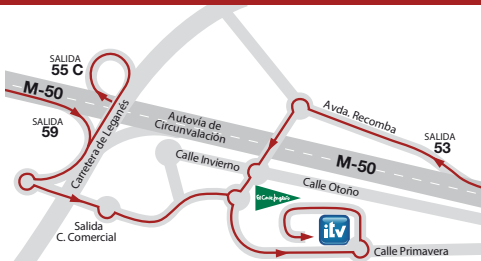 SALIDA
55 C
M-50
SALIDA
59
Carretera de Leganés
Autovía de
Circunvalación
Avda. Recomba
SALIDA
53
M-50
Calle Invierno
Calle Otoño
El Corte Inglés
itv
Salida
C. Comercial
Calle Primavera